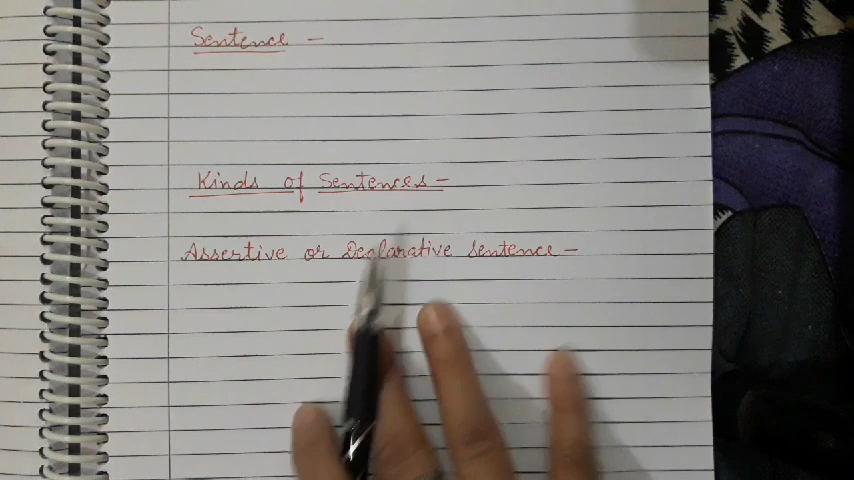 Sentence -
Kinds of Sentences -
Assertive or Declarative Sentence -